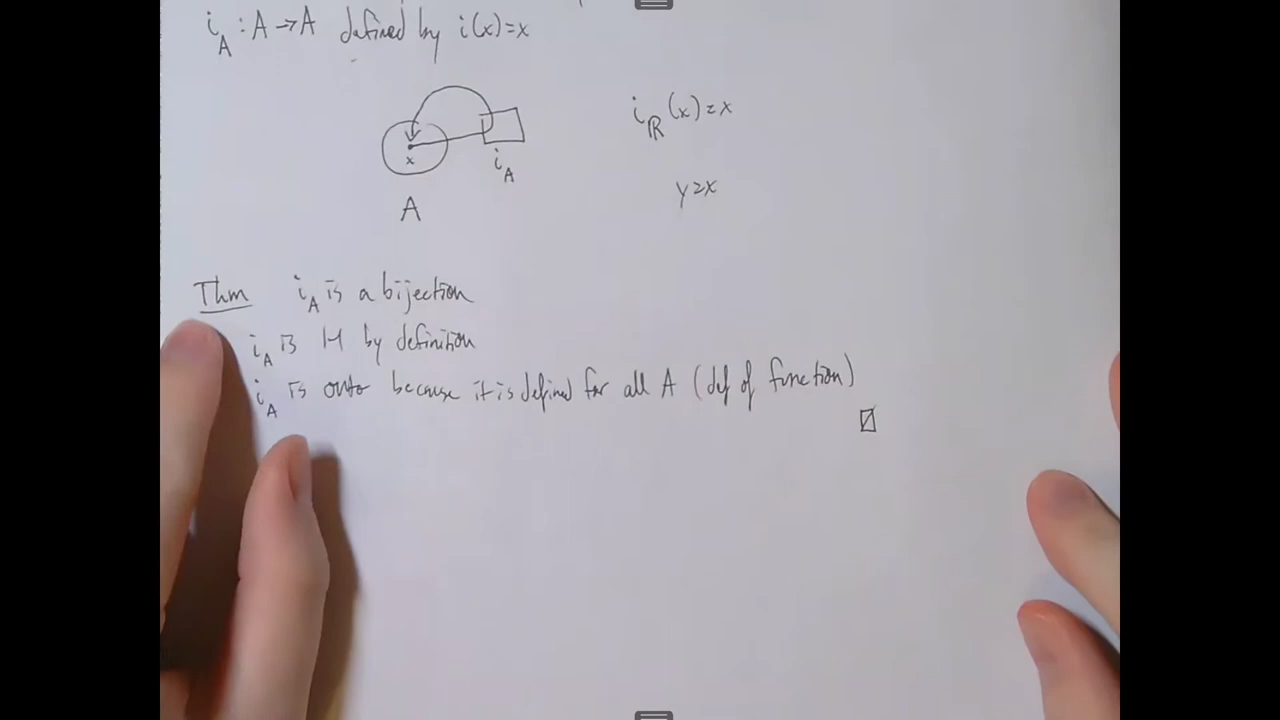 i_A : A → A defined by i(x)=x
i_ℝ(x)=x
x
i_A
y=x
A
Thm i_A is a bijection
i_A is 1-1 by definition
i_A is onto because it is defined for all A (def of function)